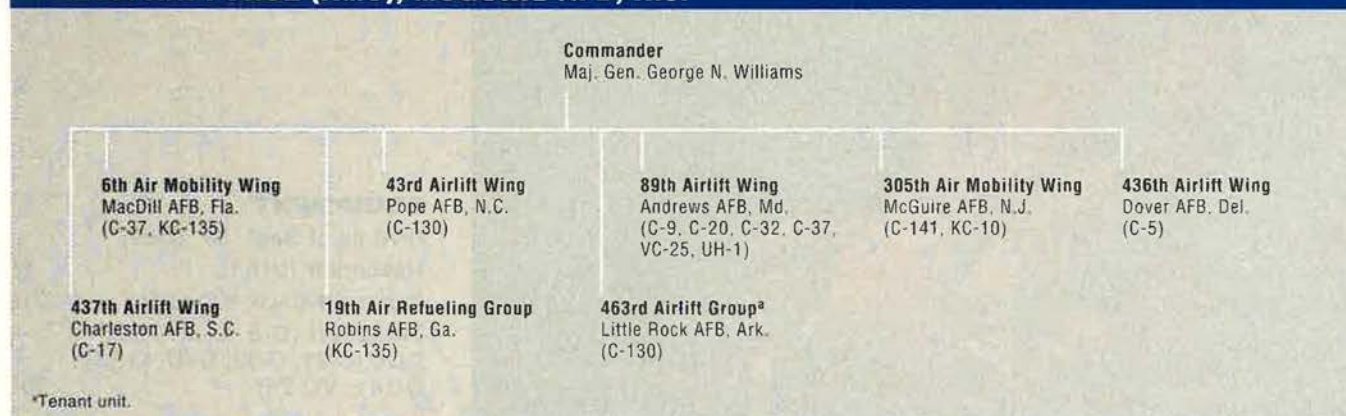 Commander
Maj. Gen. George N. Williams
6th Air Mobility Wing
MacDill AFB, Fla.
(C-37, KC-135)
43rd Airlift Wing
Pope AFB, N.C.
(C-130)
89th Airlift Wing
Andrews AFB, Md.
(C-9, C-20, C-32, C-37,
VC-25, UH-1)
305th Air Mobility Wing
McGuire AFB, N.J.
(C-141, KC-10)
436th Airlift Wing
Dover AFB, Del.
(C-5)
437th Airlift Wing
Charleston AFB, S.C.
(C-17)
19th Air Refueling Group
Robins AFB, Ga.
(KC-135)
463rd Airlift Groupᵃ
Little Rock AFB, Ark.
(C-130)
ᵃTenant unit.